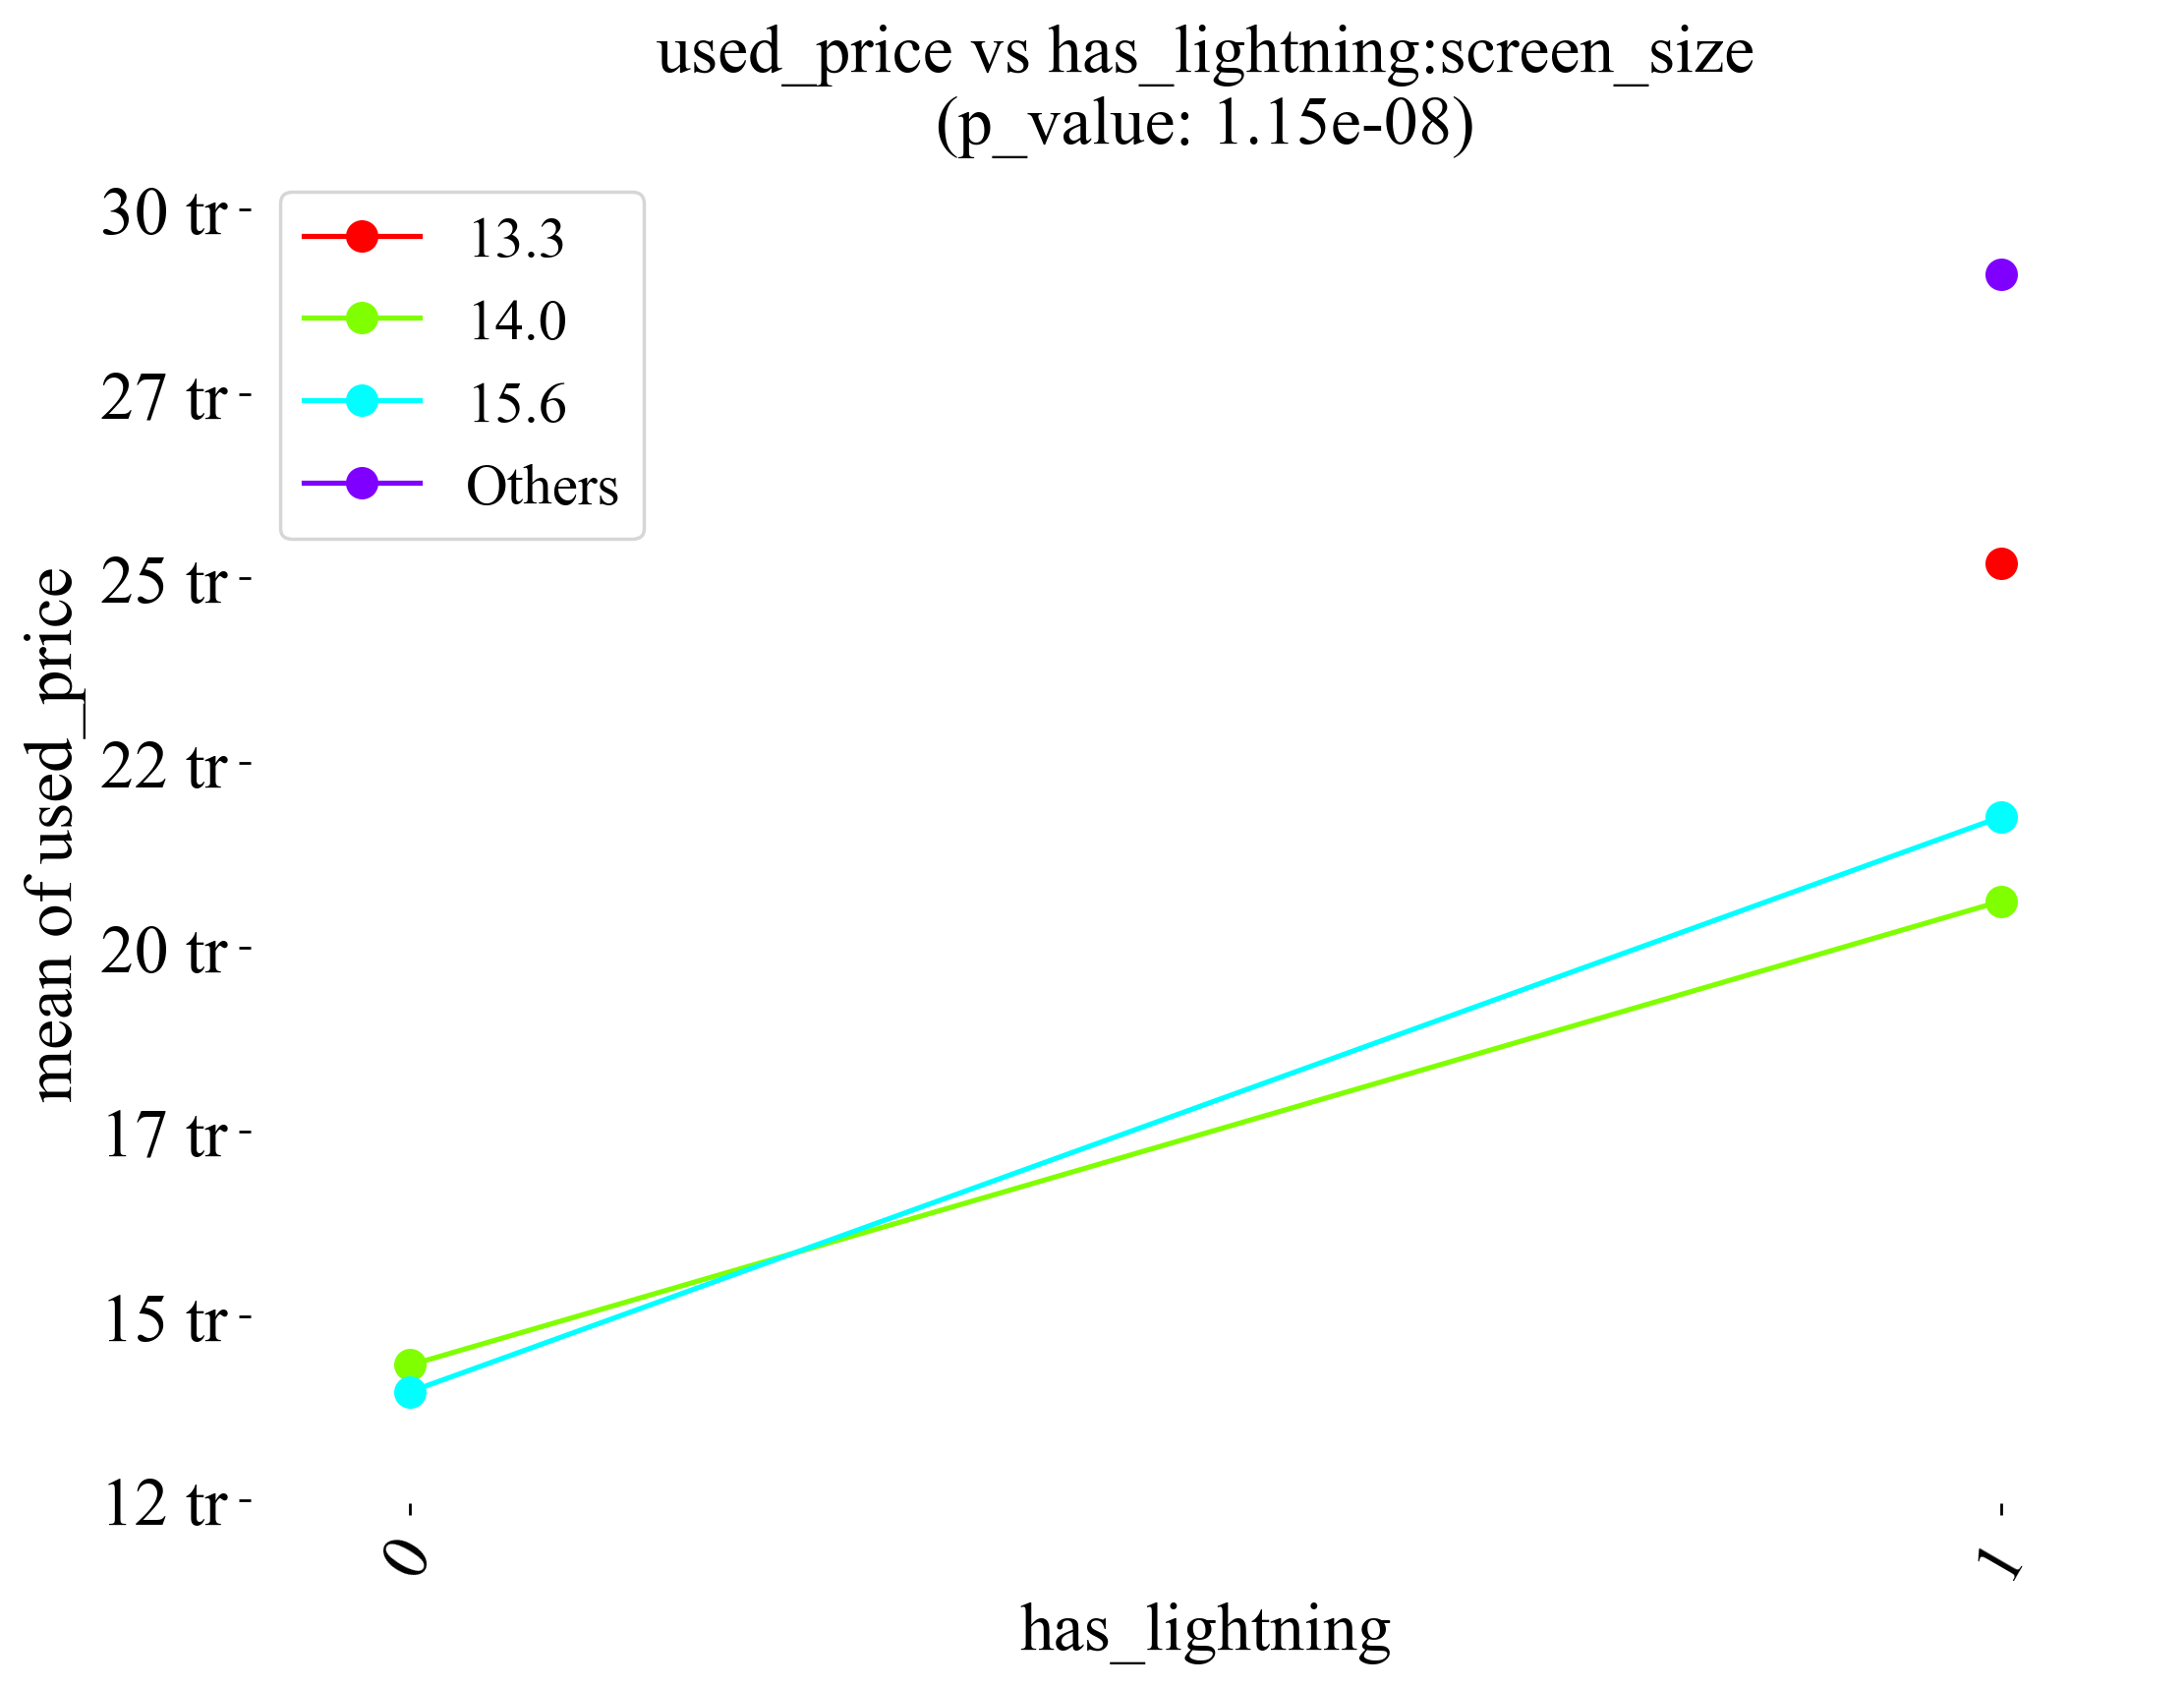 used_price vs has_lightning:screen_size
(p_value: 1.15e-08)
30 tr
27 tr
25 tr
22 tr
20 tr
17 tr
15 tr
12 tr
mean of used_price
13.3
14.0
15.6
Others
0
1
has_lightning